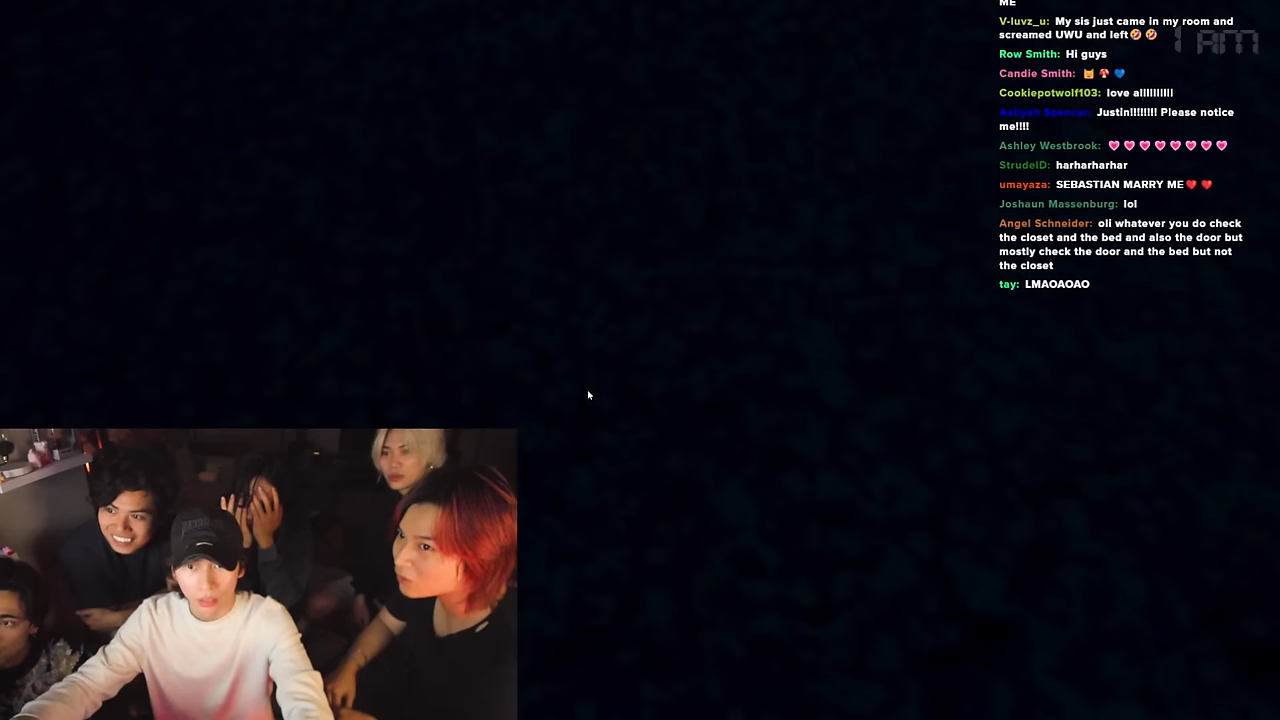 ME
V-luvz_u: My sis just came in my room and
screamed UWU and left🤣 🤣
1 AM
Row Smith: Hi guys
Candie Smith: 😺 🍄 💙
Cookiepotwolf103: love allllllllll
Justin!!!!!!!! Please notice
me!!!!
Ashley Westbrook: 💗 💗 💗 💗 💗 💗 💗 💗
StrudelD: harharharhar
umayaza: SEBASTIAN MARRY ME❤️ ❤️
Joshaun Massenburg: lol
Angel Schneider: oli whatever you do check
the closet and the bed and also the door but
mostly check the door and the bed but not
the closet
tay: LMAOAOAO